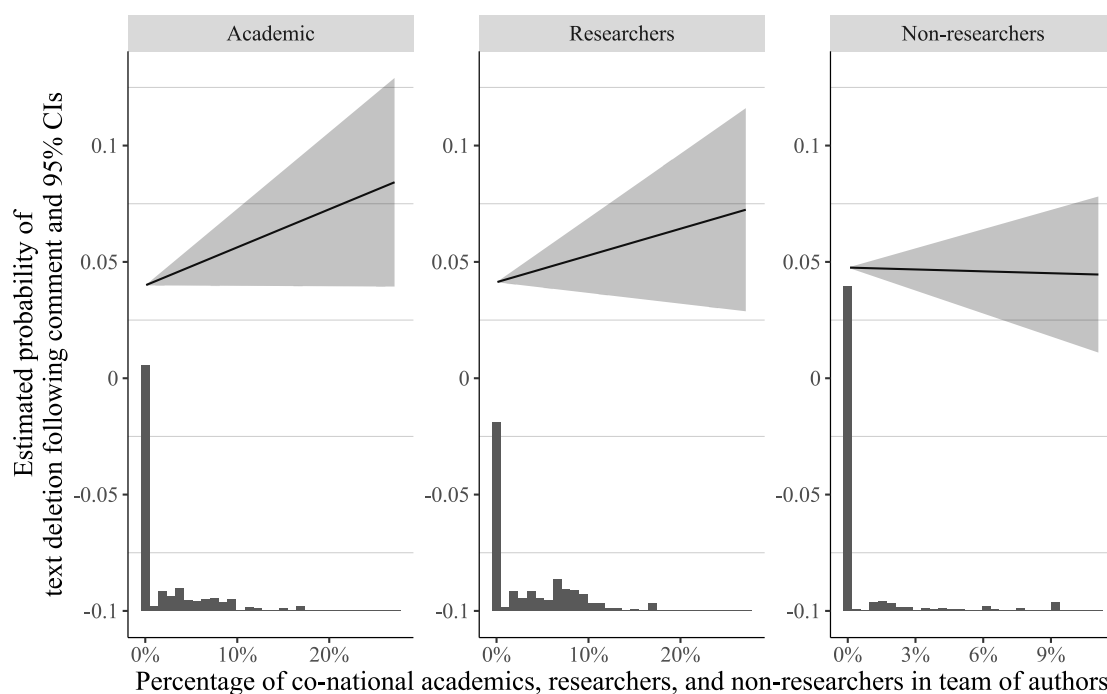 Academic
Researchers
Non-researchers
Estimated probability of
text deletion following comment and 95% CIs
0.1
0.05
0
-0.05
-0.1
0.1
0.05
0
-0.05
-0.1
0.1
0.05
0
-0.05
-0.1
0% 10% 20%
0% 10% 20%
0% 3% 6% 9%
Percentage of co-national academics, researchers, and non-researchers in team of authors